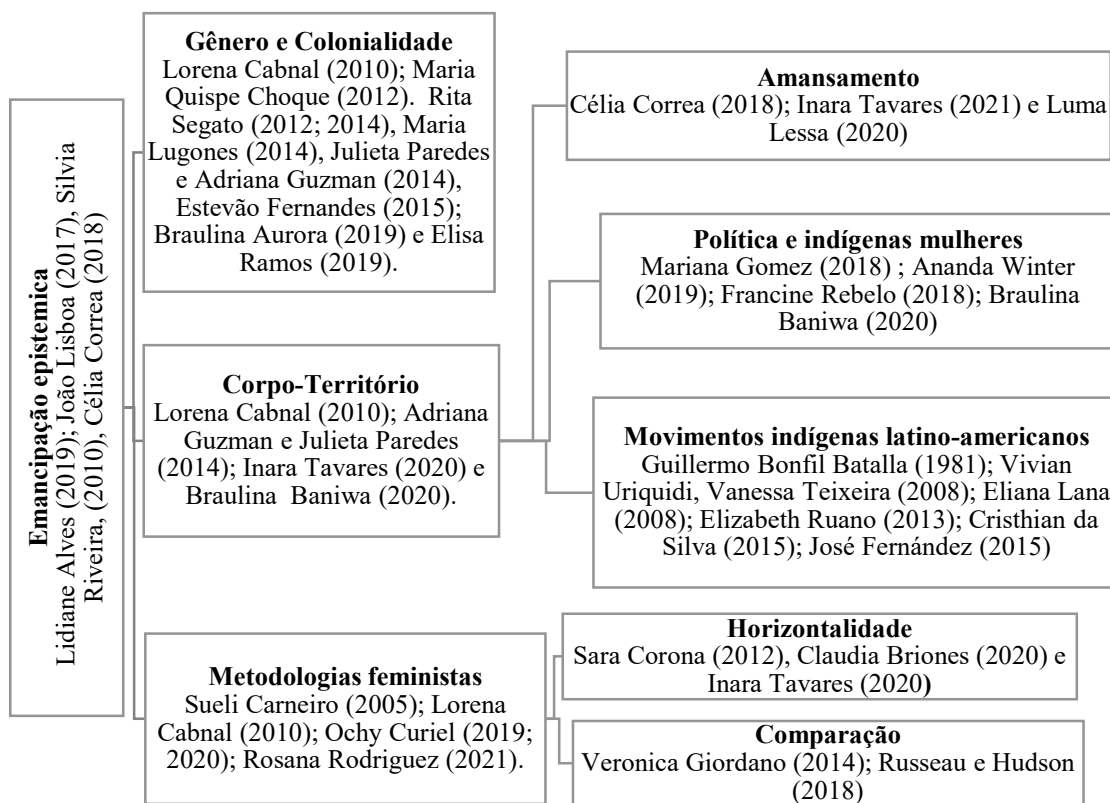 Emancipação epistemica
Lidiane Alves (2019); João Lisboa (2017), Silvia
Riveira, (2010), Célia Correa (2018)
Gênero e Colonialidade
Lorena Cabnal (2010); Maria
Quispe Choque (2012). Rita
Segato (2012; 2014), Maria
Lugones (2014), Julieta Paredes
e Adriana Guzman (2014),
Estevão Fernandes (2015);
Braulina Aurora (2019) e Elisa
Ramos (2019).
Corpo-Território
Lorena Cabnal (2010); Adriana
Guzman e Julieta Paredes
(2014); Inara Tavares (2020) e
Braulina Baniwa (2020).
Metodologias feministas
Sueli Carneiro (2005); Lorena
Cabnal (2010); Ochy Curiel (2019;
2020); Rosana Rodriguez (2021).
Amansamento
Célia Correa (2018); Inara Tavares (2021) e Luma
Lessa (2020)
Política e indígenas mulheres
Mariana Gomez (2018) ; Ananda Winter
(2019); Francine Rebelo (2018); Braulina
Baniwa (2020)
Movimentos indígenas latino-americanos
Guillermo Bonfil Batalla (1981); Vivian
Uriquidi, Vanessa Teixeira (2008); Eliana Lana
(2008); Elizabeth Ruano (2013); Cristhian da
Silva (2015); José Fernández (2015)
Horizontalidade
Sara Corona (2012), Claudia Briones (2020) e
Inara Tavares (2020)
Comparação
Veronica Giordano (2014); Russeau e Hudson
(2018)